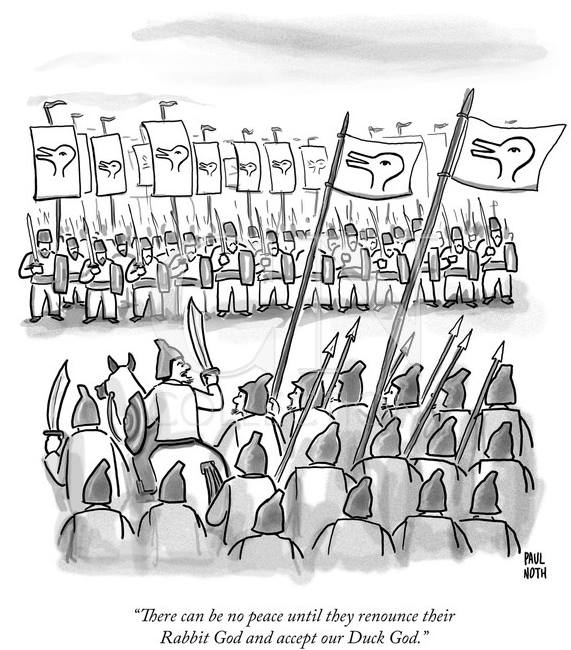 PAUL
NOTH
“There can be no peace until they renounce their
Rabbit God and accept our Duck God.”